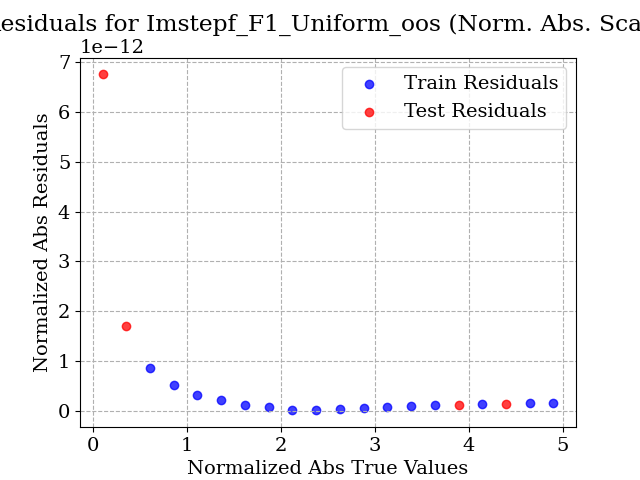 esiduals for Imstepf_F1_Uniform_oos (Norm. Abs. Sca
1e−12
7
6
5
4
3
2
1
0
Normalized Abs Residuals
Train Residuals
Test Residuals
0 1 2 3 4 5
Normalized Abs True Values